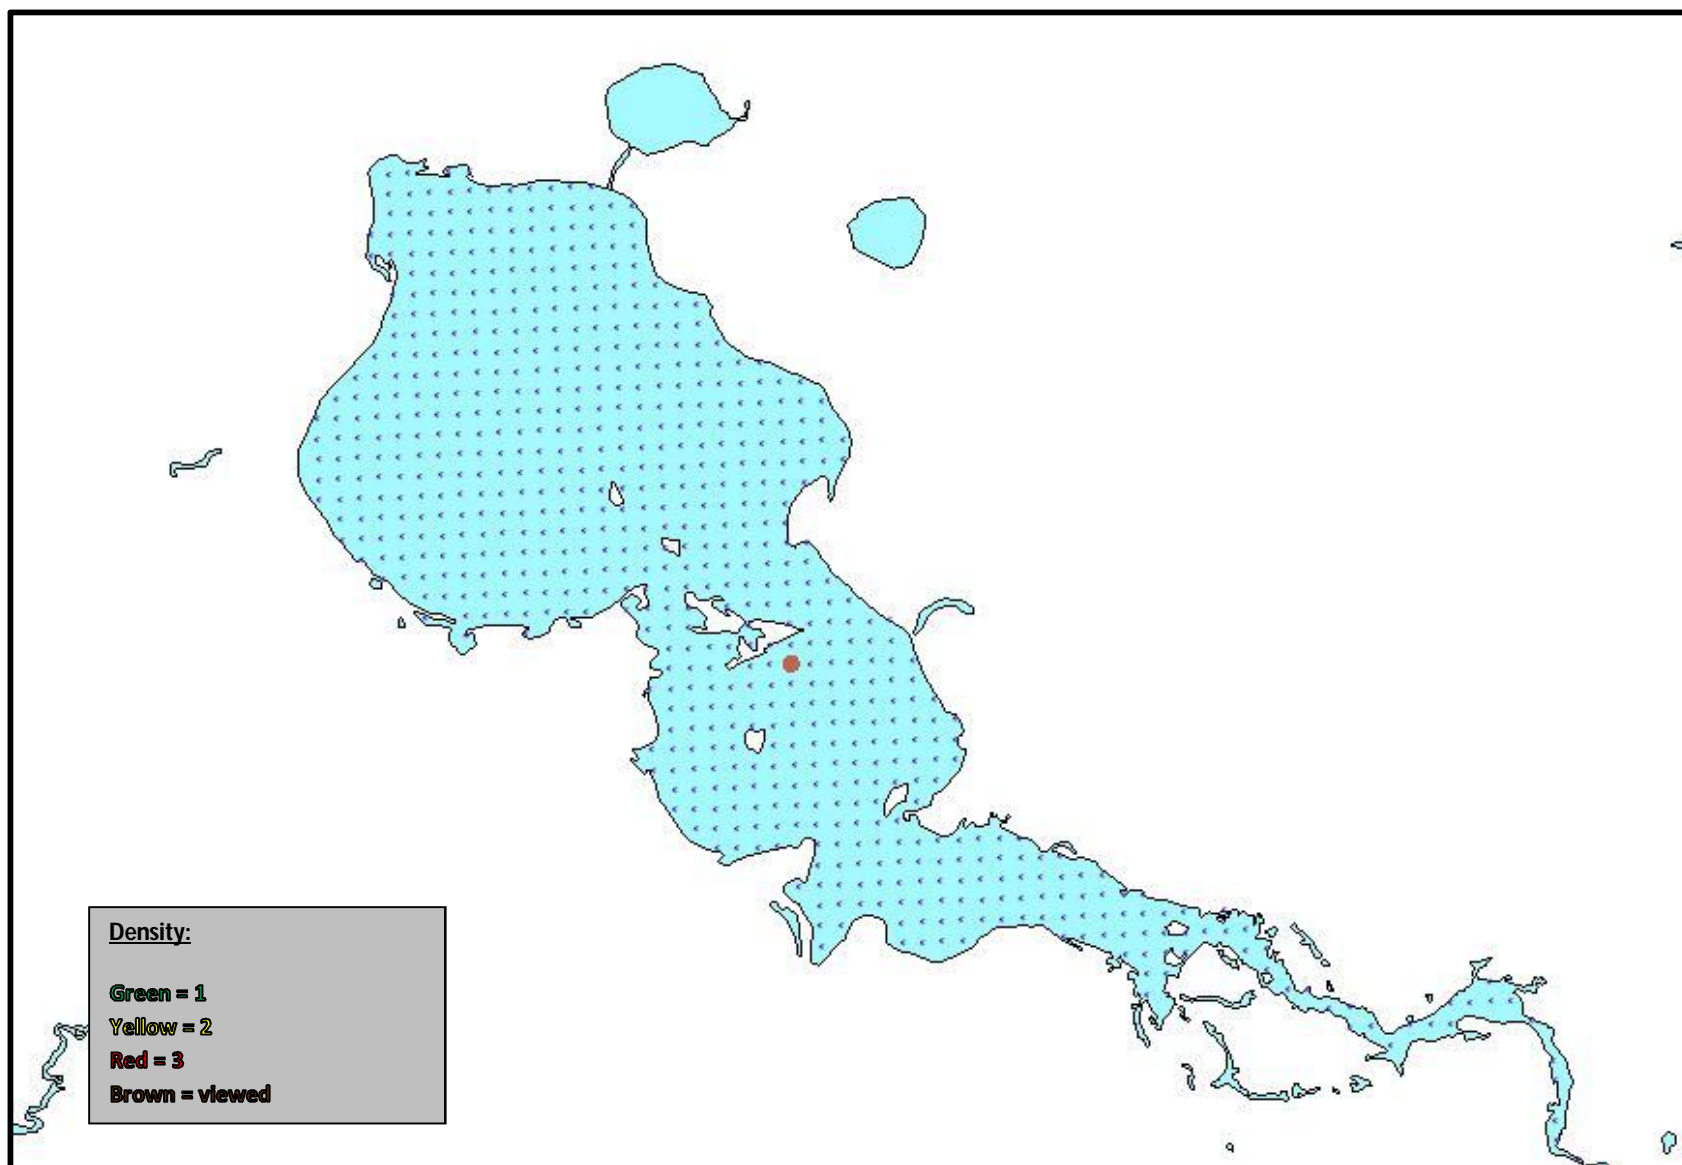 Density:
Green = 1
Yellow = 2
Red = 3
Brown = viewed